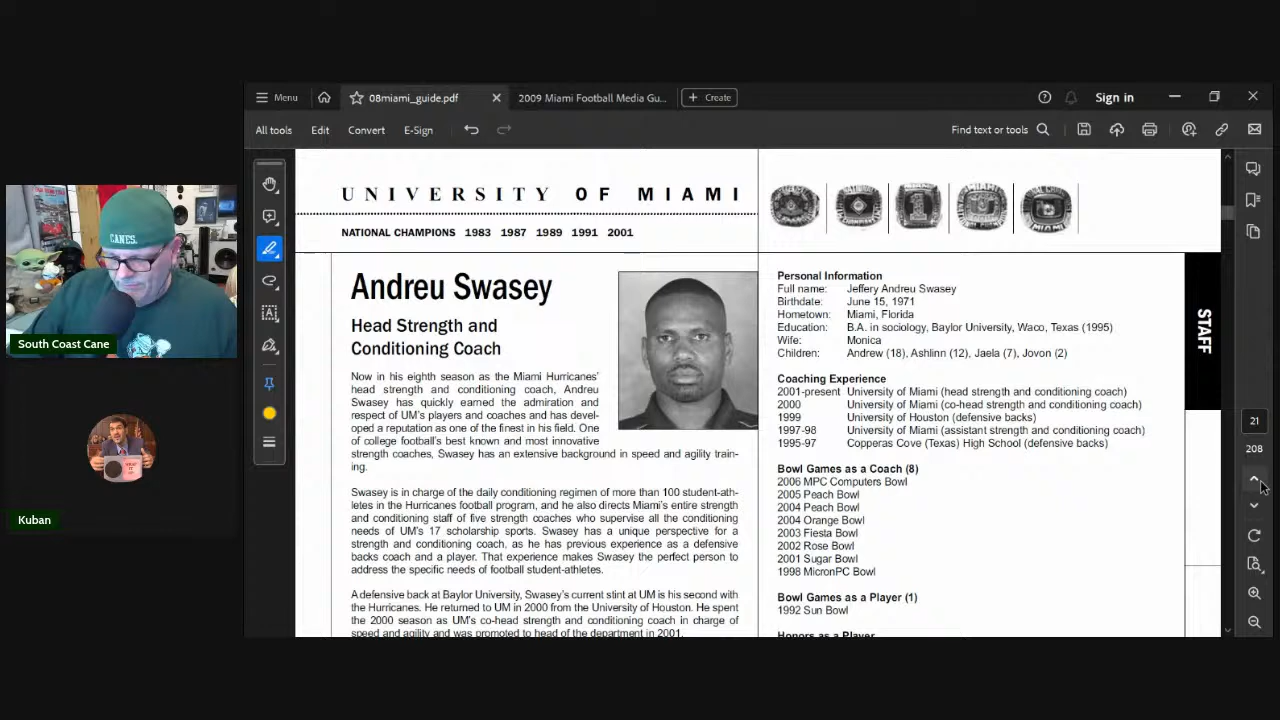 Menu
08miami_guide.pdf
2009 Miami Football Media Gu...
Create
Sign in
All tools
Edit
Convert
E-Sign
Find text or tools
UNIVERSITY OF MIAMI
NATIONAL CHAMPIONS 1983 1987 1989 1991 2001
Andreu Swasey
Head Strength and
Conditioning Coach
Now in his eighth season as the Miami Hurricanes'
head strength and conditioning coach, Andreu
Swasey has quickly earned the admiration and
respect of UM's players and coaches and has devel-
oped a reputation as one of the finest in his field. One
of college football's best known and most innovative
strength coaches, Swasey has an extensive background in speed and agility train-
ing.
Swasey is in charge of the daily conditioning regimen of more than 100 student-ath-
letes in the Hurricanes football program, and he also directs Miami's entire strength
and conditioning staff of five strength coaches who supervise all the conditioning
needs of UM's 17 scholarship sports. Swasey has a unique perspective for a
strength and conditioning coach, as he has previous experience as a defensive
backs coach and a player. That experience makes Swasey the perfect person to
address the specific needs of football student-athletes.
A defensive back at Baylor University, Swasey's current stint at UM is his second with
the Hurricanes. He returned to UM in 2000 from the University of Houston. He spent
the 2000 season as UM's co-head strength and conditioning coach in charge of
speed and agility and was promoted to head of the department in 2001.
Personal Information
Full name: Jeffery Andreu Swasey
Birthdate: June 15, 1971
Hometown: Miami, Florida
Education: B.A. in sociology, Baylor University, Waco, Texas (1995)
Wife: Monica
Children: Andrew (18), Ashlinn (12), Jaela (7), Jovon (2)
Coaching Experience
2001-present University of Miami (head strength and conditioning coach)
2000 University of Miami (co-head strength and conditioning coach)
1999 University of Houston (defensive backs)
1997-98 University of Miami (assistant strength and conditioning coach)
1995-97 Copperas Cove (Texas) High School (defensive backs)
Bowl Games as a Coach (8)
2006 MPC Computers Bowl
2005 Peach Bowl
2004 Peach Bowl
2004 Orange Bowl
2003 Fiesta Bowl
2002 Rose Bowl
2001 Sugar Bowl
1998 MicronPC Bowl
Bowl Games as a Player (1)
1992 Sun Bowl
Honors as a Player
STAFF
21
208
CANES.
South Coast Cane
Kuban